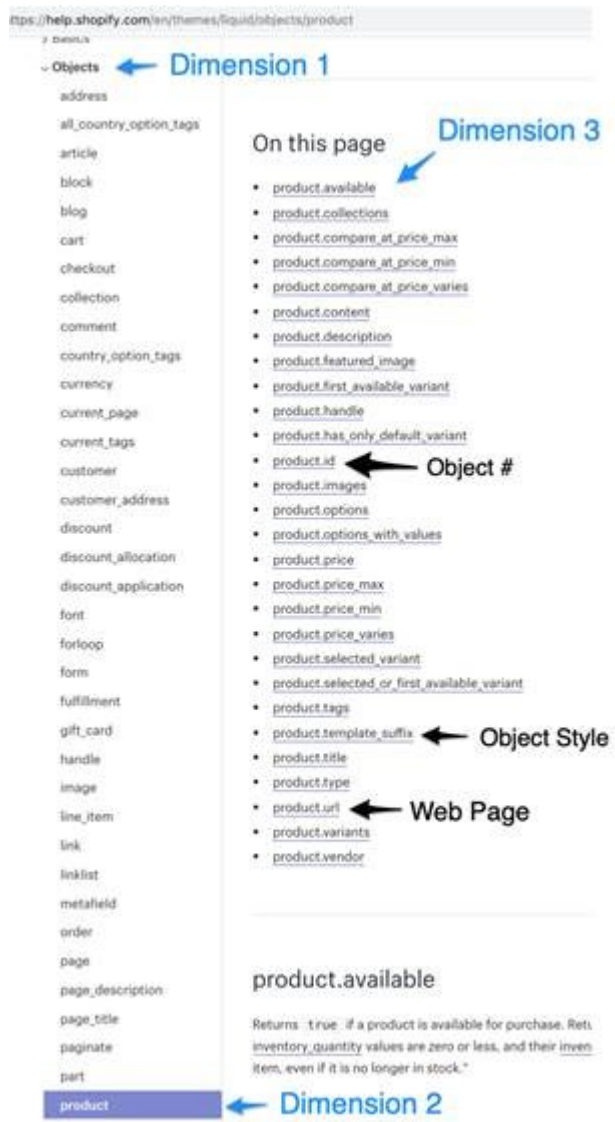 ttps://help.shopify.com/en/themes/liquid/objects/product
Basics
Objects
Dimension 1
address
all_country_option_tags
article
block
blog
cart
checkout
collection
comment
country_option_tags
currency
current_page
current_tags
customer
customer_address
discount
discount_allocation
discount_application
font
forloop
form
fulfillment
gift_card
handle
image
line_item
link
linklist
metafield
order
page
page_description
page_title
paginate
part
product
Dimension 2
On this page
Dimension 3
• product.available
• product.collections
• product.compare_at_price_max
• product.compare_at_price_min
• product.compare_at_price_varies
• product.content
• product.description
• product.featured_image
• product.first_available_variant
• product.handle
• product.has_only_default_variant
• product.id
Object #
• product.images
• product.options
• product.options_with_values
• product.price
• product.price_max
• product.price_min
• product.price_varies
• product.selected_variant
• product.selected_or_first_available_variant
• product.tags
• product.template_suffix
Object Style
• product.title
• product.type
• product.url
Web Page
• product.variants
• product.vendor
product.available
Returns true if a product is available for purchase. Retu
inventory_quantity values are zero or less, and their inven
item, even if it is no longer in stock."